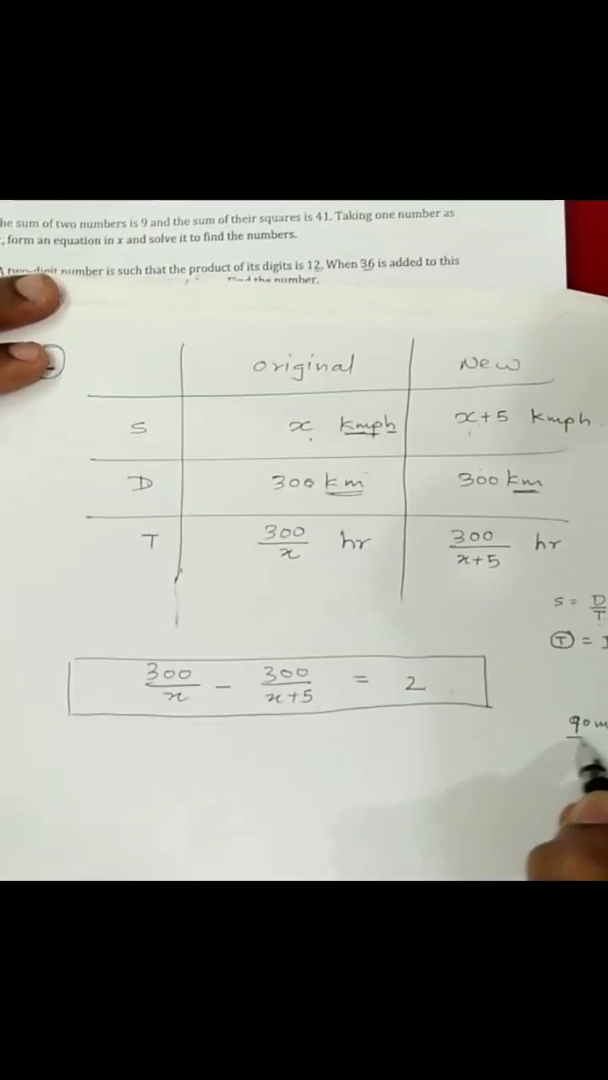 he sum of two numbers is 9 and the sum of their squares is 41. Taking one number as
, form an equation in x and solve it to find the numbers.
number is such that the product of its digits is 12. When 36 is added to this
the number.
original New
S x kmph x+5 kmph.
D 300 km 300 km
T 300/x hr 300/x+5 hr
S = D/T
T =
300/x - 300/x+5 = 2
90 m